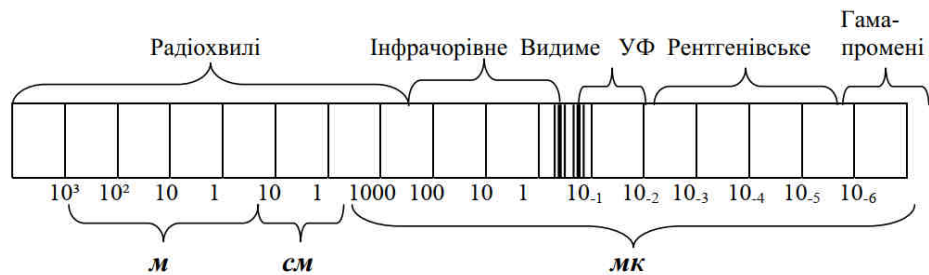 Гама-
Радіохвилі Інфрачорівне Видиме УФ Рентгенівське промені
10³ 10² 10 1 10 1 1000 100 10 1 10₋₁ 10₋₂ 10₋₃ 10₋₄ 10₋₅ 10₋₆
м см мк